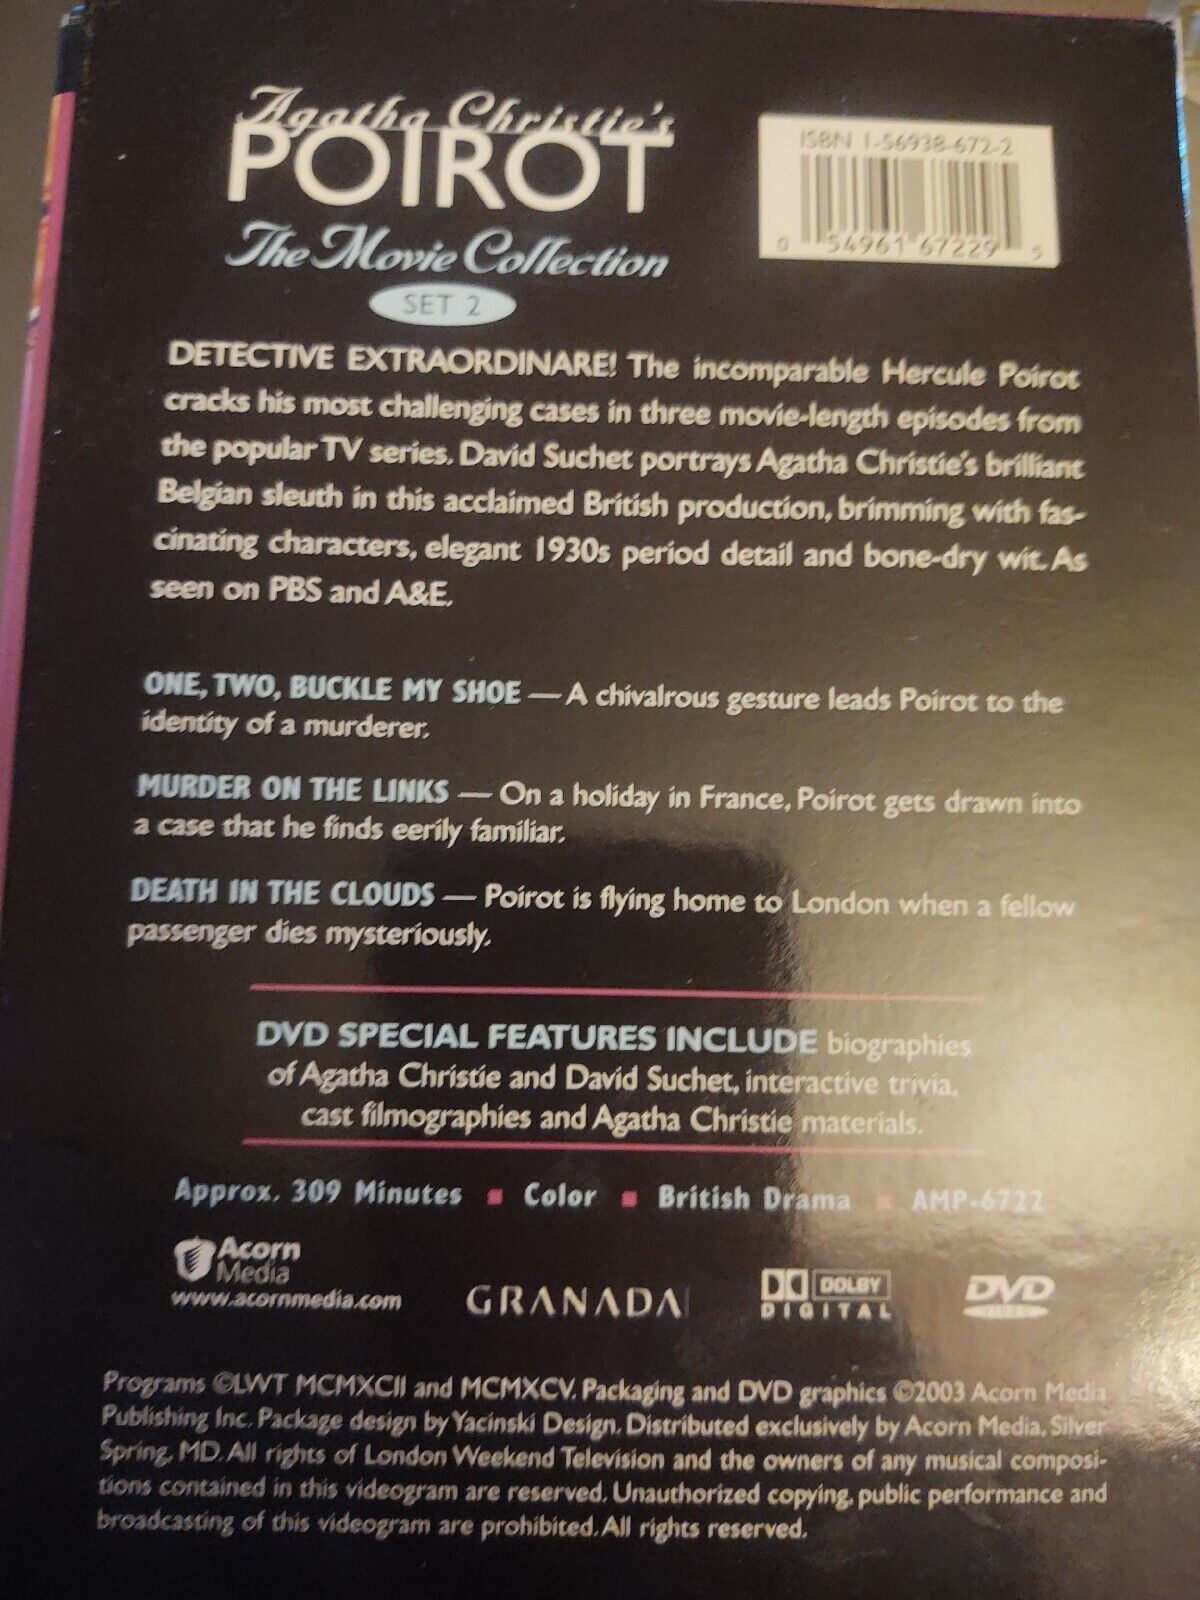 Agatha Christie's
POIROT
The Movie Collection
SET 2
ISBN 1-56938-672-2
0 54961 67229 5
DETECTIVE EXTRAORDINARE! The incomparable Hercule Poirot
cracks his most challenging cases in three movie-length episodes from
the popular TV series. David Suchet portrays Agatha Christie's brilliant
Belgian sleuth in this acclaimed British production, brimming with fas-
cinating characters, elegant 1930s period detail and bone-dry wit. As
seen on PBS and A&E.
ONE, TWO, BUCKLE MY SHOE — A chivalrous gesture leads Poirot to the
identity of a murderer.
MURDER ON THE LINKS — On a holiday in France, Poirot gets drawn into
a case that he finds eerily familiar.
DEATH IN THE CLOUDS — Poirot is flying home to London when a fellow
passenger dies mysteriously.
DVD SPECIAL FEATURES INCLUDE biographies
of Agatha Christie and David Suchet, interactive trivia,
cast filmographies and Agatha Christie materials.
Approx. 309 Minutes ■ Color ■ British Drama ■ AMP-6722
Acorn
Media
www.acornmedia.com
GRANADA
DOLBY
DIGITAL
DVD
VIDEO
Programs ©LWT MCMXCII and MCMXCV. Packaging and DVD graphics ©2003 Acorn Media
Publishing Inc. Package design by Yacinski Design. Distributed exclusively by Acorn Media, Silver
Spring, MD. All rights of London Weekend Television and the owners of any musical composi-
tions contained in this videogram are reserved. Unauthorized copying, public performance and
broadcasting of this videogram are prohibited. All rights reserved.